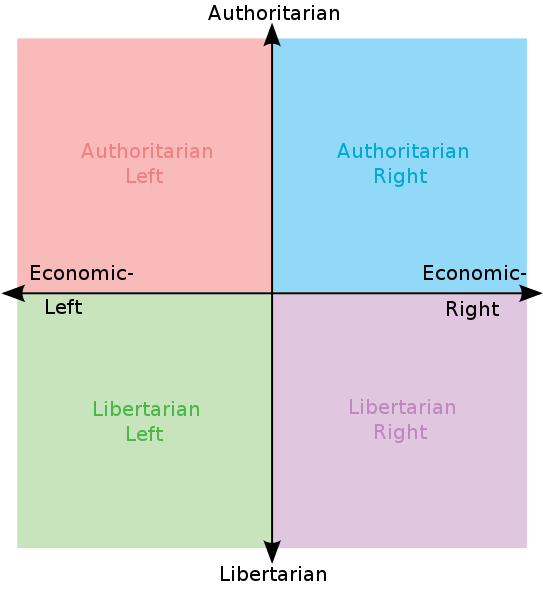 Authoritarian
Authoritarian
Left
Authoritarian
Right
Economic-
Left
Economic-
Right
Libertarian
Left
Libertarian
Right
Libertarian